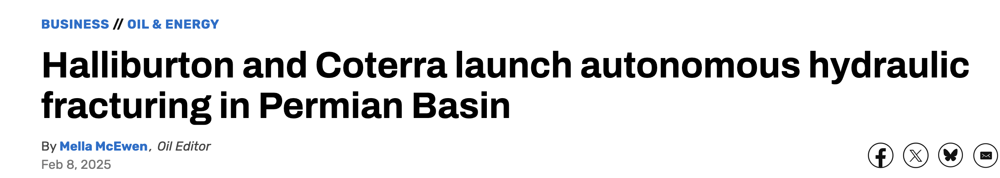 BUSINESS // OIL & ENERGY
Halliburton and Coterra launch autonomous hydraulic
fracturing in Permian Basin
By Mella McEwen, Oil Editor
Feb 8, 2025